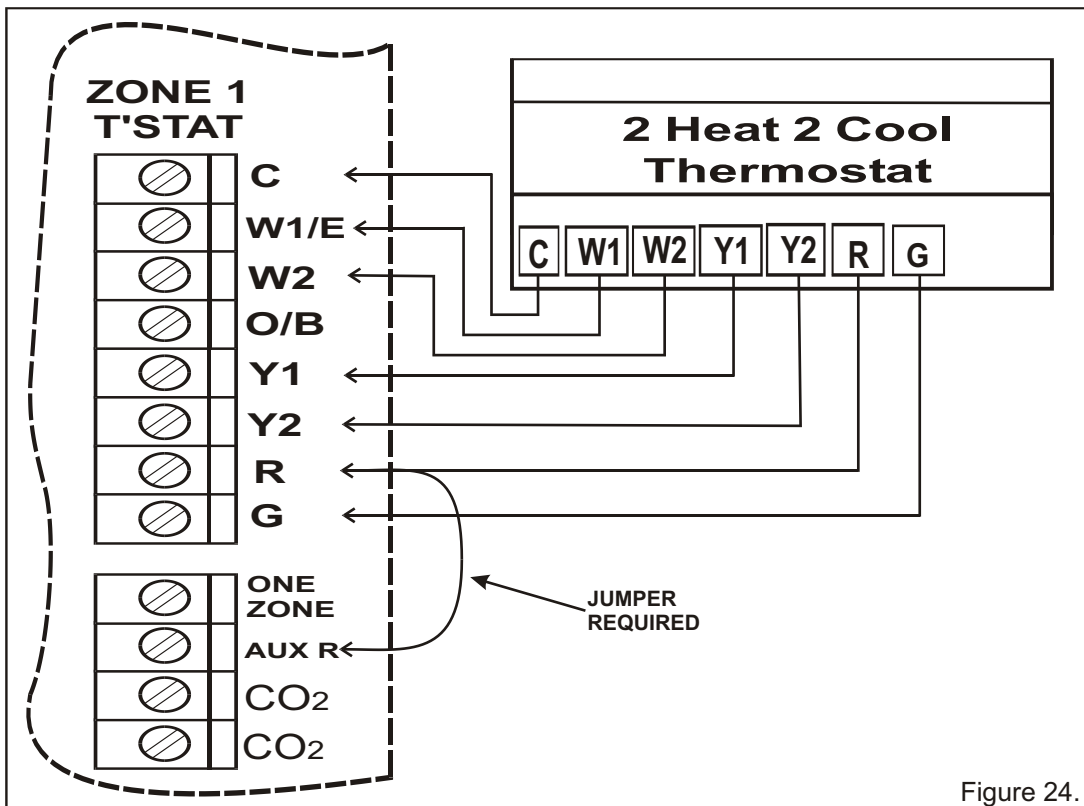 ZONE 1
T'STAT
C
W1/E
W2
O/B
Y1
Y2
R
G
ONE
ZONE
AUX R
CO2
CO2
2 Heat 2 Cool
Thermostat
C W1 W2 Y1 Y2 R G
JUMPER
REQUIRED
Figure 24.